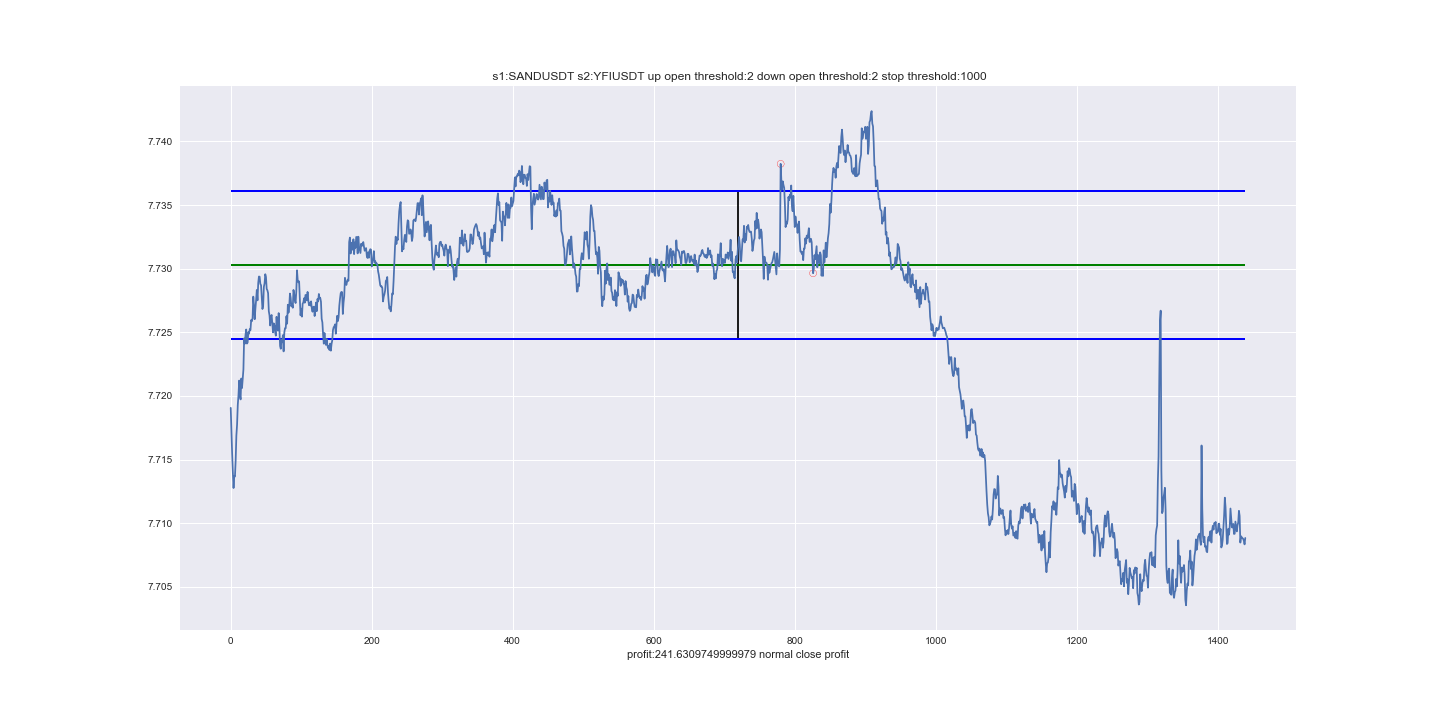 s1:SANDUSDT s2:YFIUSDT up open threshold:2 down open threshold:2 stop threshold:1000
7.740
7.735
7.730
7.725
7.720
7.715
7.710
7.705
0 200 400 600 800 1000 1200 1400
profit:241.6309749999979 normal close profit